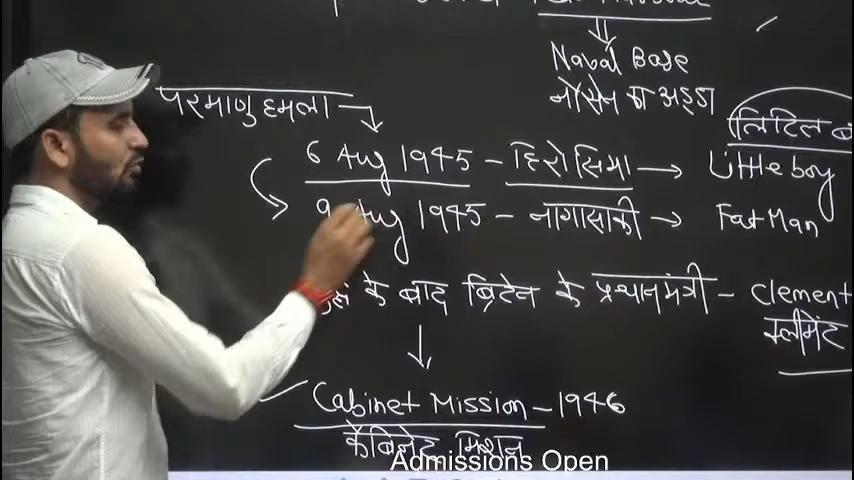 Naval Base
नौसेना का अड्डा
परमाणु हमला
लिटिल
6 Aug 1945 - हिरोसिमा → Little boy
9 Aug 1945 - नागासाकी → Fat Man
के बाद ब्रिटेन के प्रधानमंत्री - Clement
क्लीमेंट
Cabinet Mission - 1946
कैबिनेट मिशन
Admissions Open